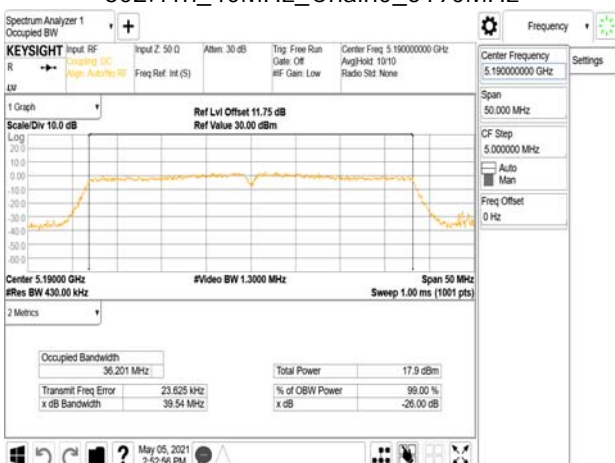 802.11n_40MHz_Chain0_5190MHz
Spectrum Analyzer 1
Occupied BW
Frequency
KEYSIGHT
R
Input: RF
Coupling: DC
Align: Auto/No RF
Input Z: 50 Ω
Freq Ref: Int (S)
Atten: 30 dB
Trig: Free Run
Gate: Off
#IF Gain: Low
Center Freq: 5.190000000 GHz
Avg|Hold: 10/10
Radio Std: None
Center Frequency
5.190000000 GHz
Settings
Span
50.000 MHz
CF Step
5.000000 MHz
Auto
Man
Freq Offset
0 Hz
1 Graph
Scale/Div 10.0 dB
Ref Lvl Offset 11.75 dB
Ref Value 30.00 dBm
Log
20.0
10.0
0.00
-10.0
-20.0
-30.0
-40.0
-50.0
-60.0
Center 5.19000 GHz
#Res BW 430.00 kHz
#Video BW 1.3000 MHz
Span 50 MHz
Sweep 1.00 ms (1001 pts)
2 Metrics
Occupied Bandwidth
36.201 MHz
Transmit Freq Error 23.625 kHz
x dB Bandwidth 39.54 MHz
Total Power 17.9 dBm
% of OBW Power 99.00 %
x dB -26.00 dB
?
May 05, 2021
2:52:56 PM